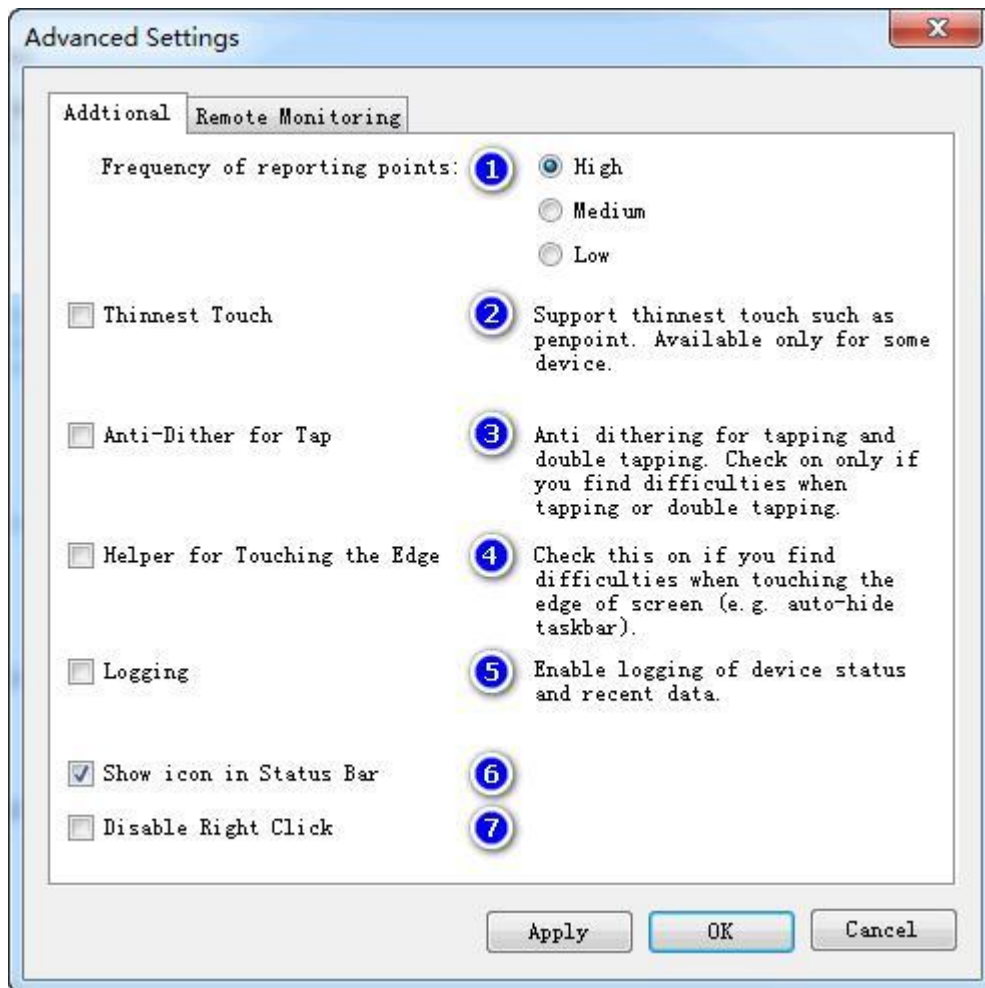 Advanced Settings
Addtional
Remote Monitoring
Frequency of reporting points:
1
High
Medium
Low
Thinnest Touch
2
Support thinnest touch such as
penpoint. Available only for some
device.
Anti-Dither for Tap
3
Anti dithering for tapping and
double tapping. Check on only if
you find difficulties when
tapping or double tapping.
Helper for Touching the Edge
4
Check this on if you find
difficulties when touching the
edge of screen (e.g. auto-hide
taskbar).
Logging
5
Enable logging of device status
and recent data.
Show icon in Status Bar
6
Disable Right Click
7
Apply
OK
Cancel